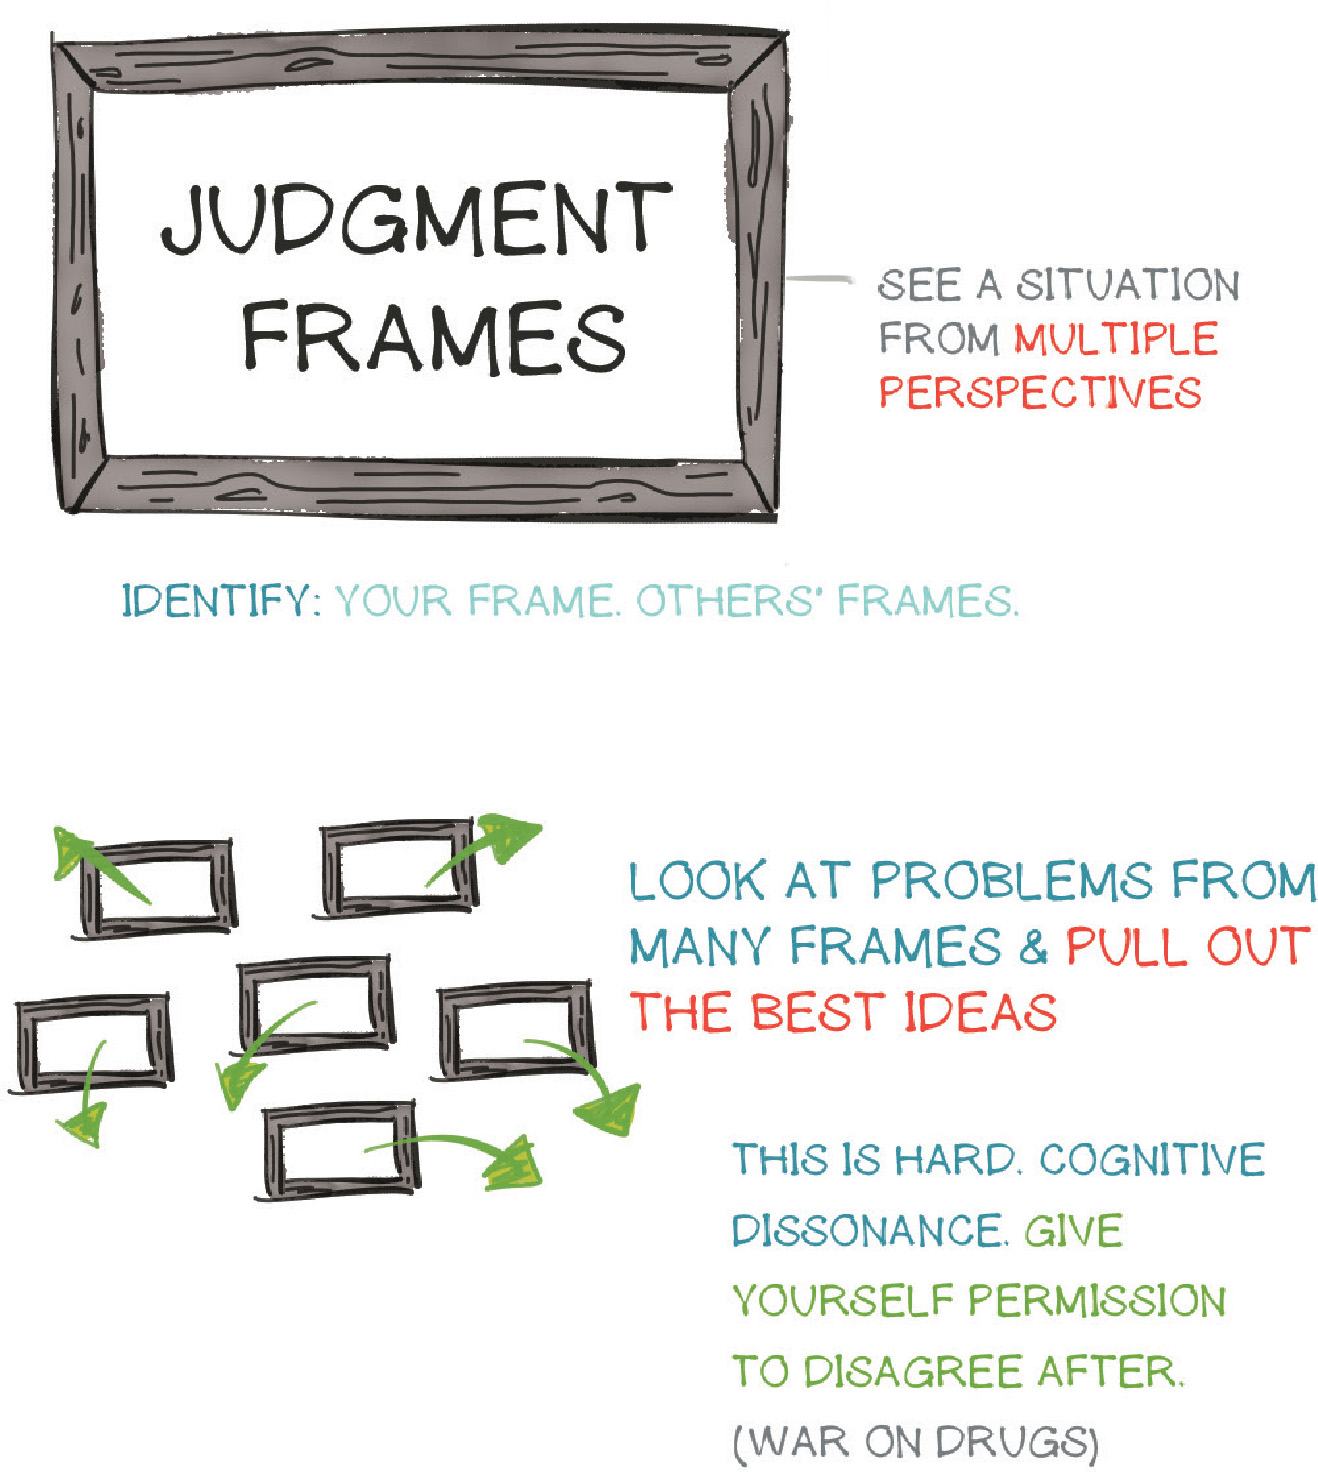 JUDGMENT
FRAMES
SEE A SITUATION
FROM MULTIPLE
PERSPECTIVES
IDENTIFY: YOUR FRAME. OTHERS' FRAMES.
LOOK AT PROBLEMS FROM
MANY FRAMES & PULL OUT
THE BEST IDEAS
THIS IS HARD. COGNITIVE
DISSONANCE. GIVE
YOURSELF PERMISSION
TO DISAGREE AFTER.
(WAR ON DRUGS)